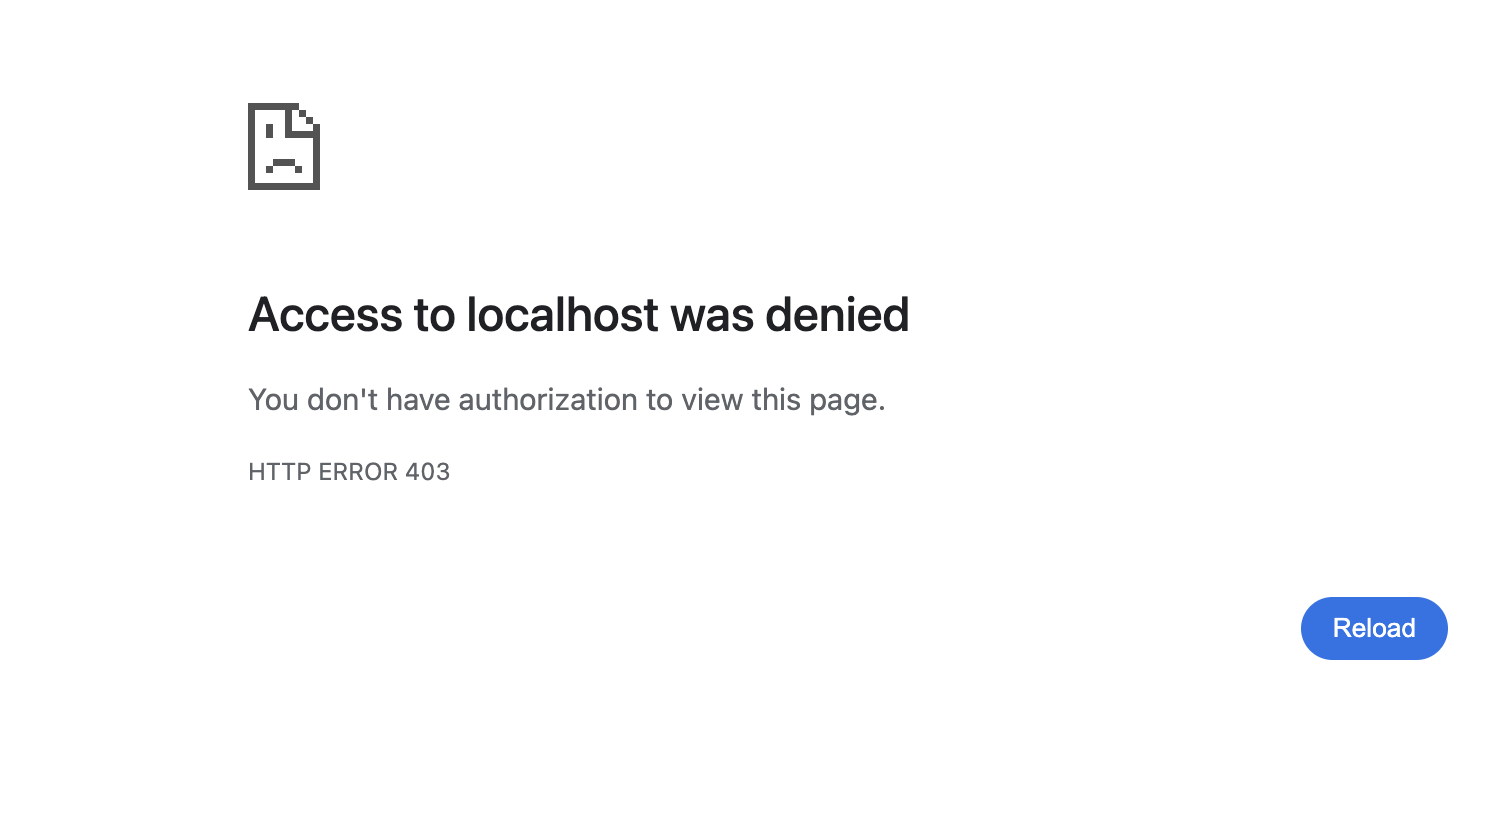 Access to localhost was denied
You don't have authorization to view this page.
HTTP ERROR 403
Reload